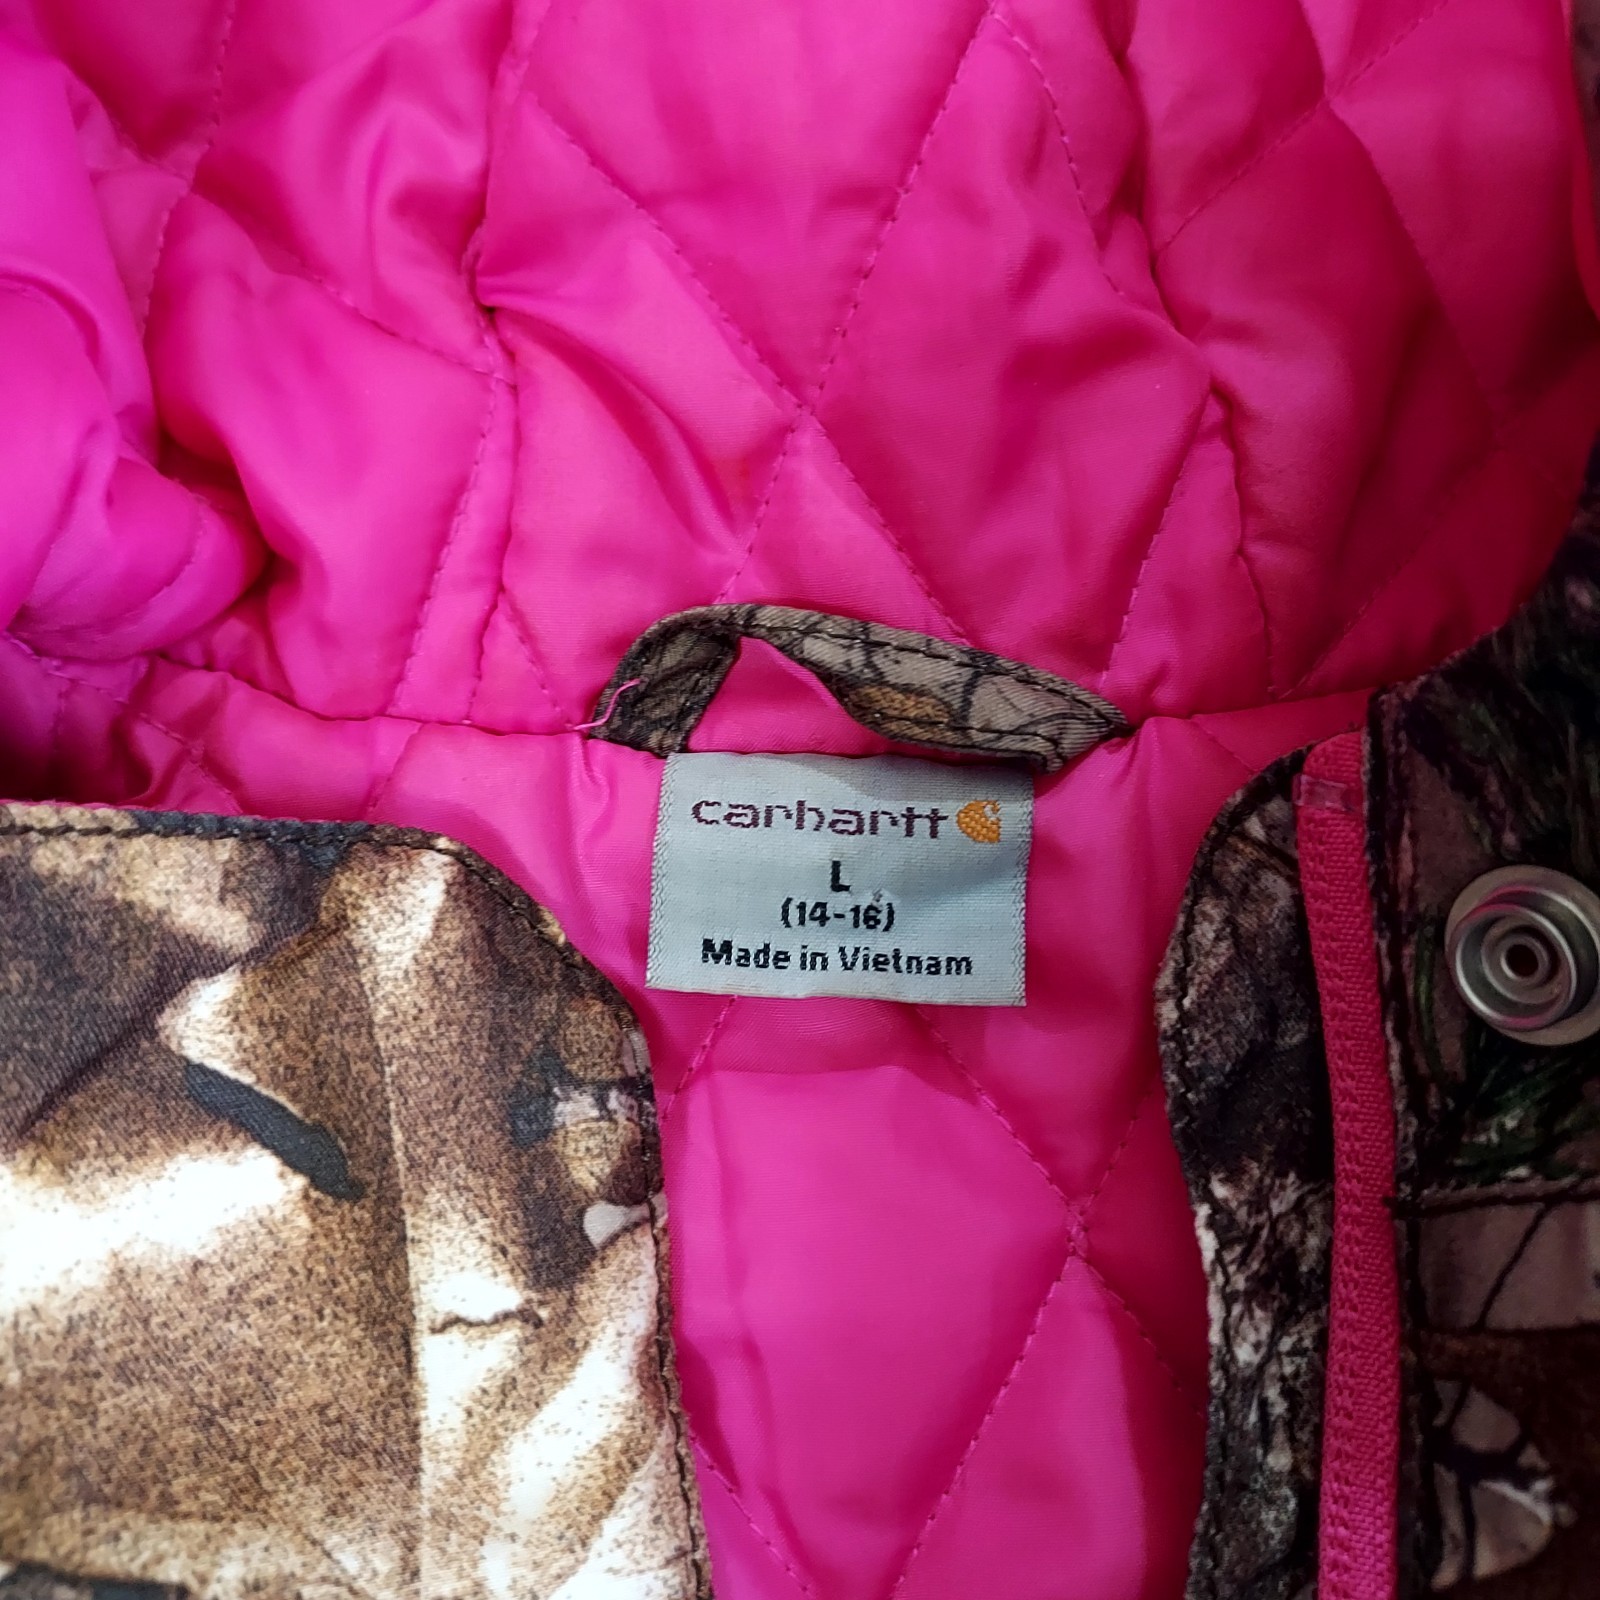 carhartt
L
(14-16)
Made in Vietnam